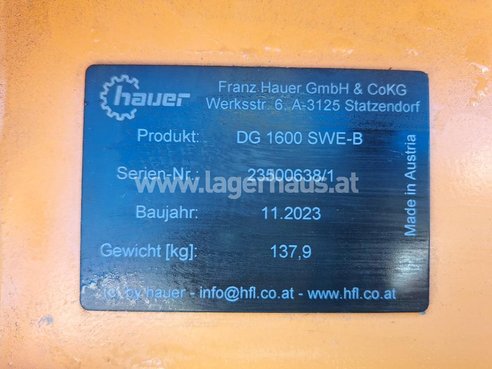 hauer
Franz Hauer GmbH & CoKG
Werksstr. 6, A-3125 Statzendorf
Produkt: DG 1600 SWE-B
Serien-Nr.: 23500638/1
www.lagerhaus.at
Baujahr: 11.2023
Gewicht [kg]: 137,9
by hauer - info@hfl.co.at - www.hfl.co.at
Made in Austria